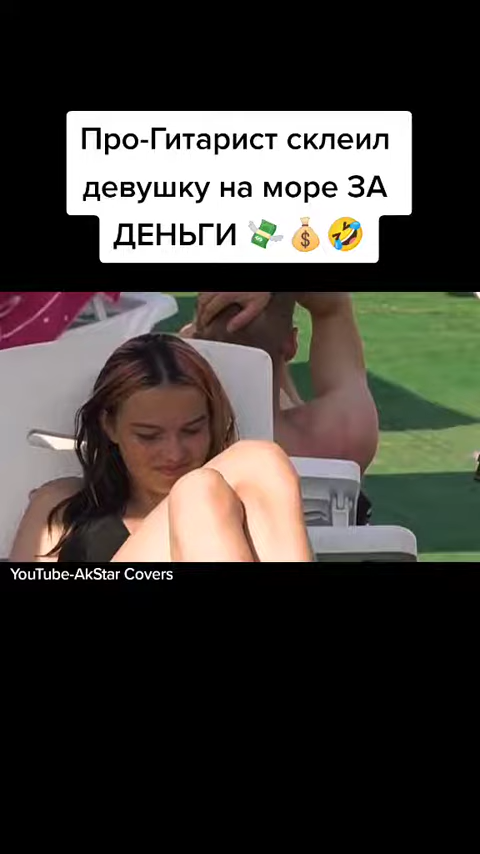 Про-Гитарист склеил
девушку на море ЗА
ДЕНЬГИ 💸💰🤣
YouTube-AkStar Covers